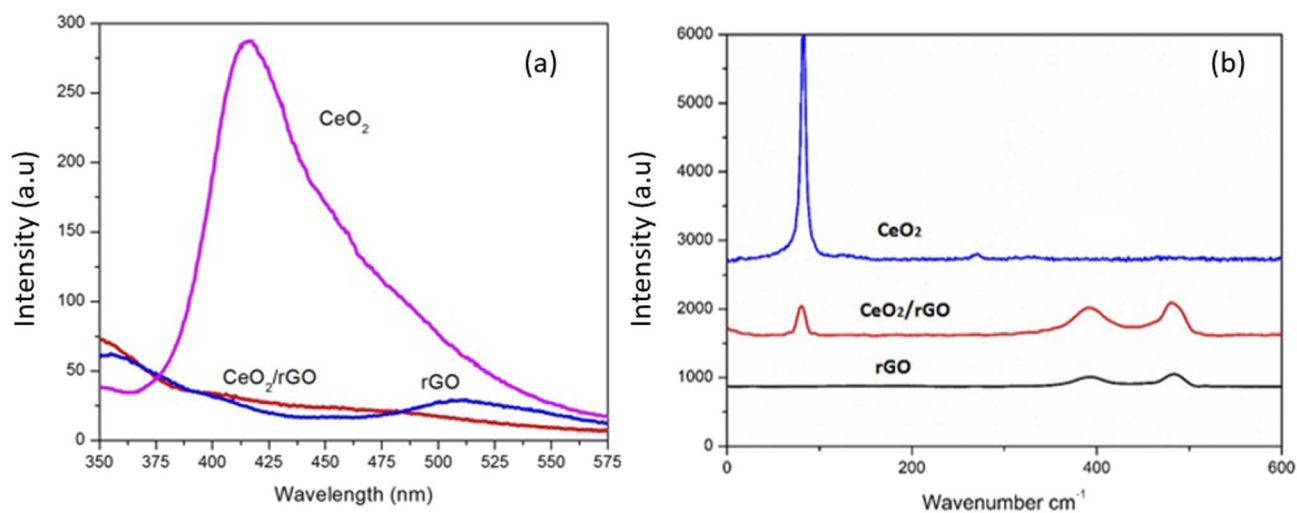 300
250
200
150
100
50
0
Intensity (a.u)
(a)
CeO2
CeO2/rGO
rGO
350 375 400 425 450 475 500 525 550 575
Wavelength (nm)
6000
5000
4000
3000
2000
1000
0
Intensity (a.u)
(b)
CeO2
CeO2/rGO
rGO
0 200 400 600
Wavenumber cm-1